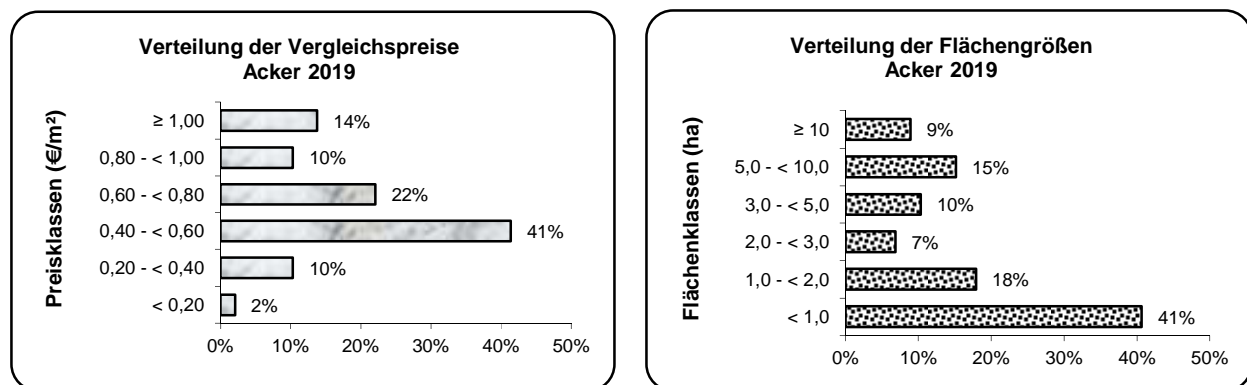 Verteilung der Vergleichspreise
Acker 2019
Preisklassen (€/m²)
≥ 1,00
14%
0,80 - < 1,00
10%
0,60 - < 0,80
22%
0,40 - < 0,60
41%
0,20 - < 0,40
10%
< 0,20
2%
0% 10% 20% 30% 40% 50%
Verteilung der Flächengrößen
Acker 2019
Flächenklassen (ha)
≥ 10
9%
5,0 - < 10,0
15%
3,0 - < 5,0
10%
2,0 - < 3,0
7%
1,0 - < 2,0
18%
< 1,0
41%
0% 10% 20% 30% 40% 50%